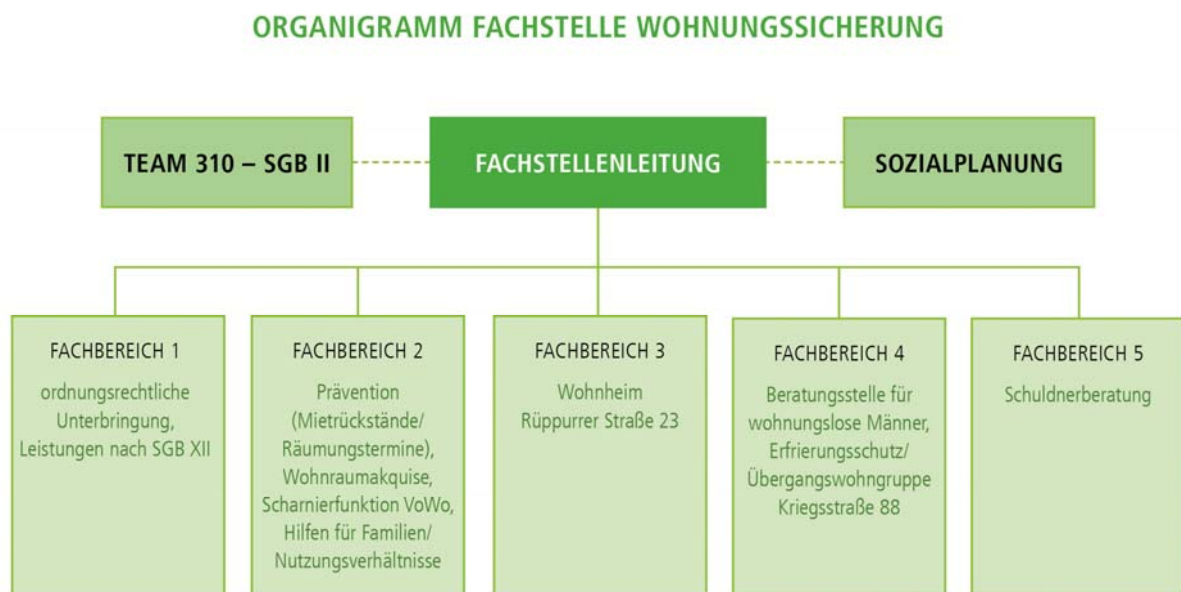 ORGANIGRAMM FACHSTELLE WOHNUNGSSICHERUNG
TEAM 310 – SGB II
FACHSTELLENLEITUNG
SOZIALPLANUNG
FACHBEREICH 1
ordnungsrechtliche
Unterbringung,
Leistungen nach SGB XII
FACHBEREICH 2
Prävention
(Mietrückstände/
Räumungstermine),
Wohnraumakquise,
Scharnierfunktion VoWo,
Hilfen für Familien/
Nutzungsverhältnisse
FACHBEREICH 3
Wohnheim
Rüppurrer Straße 23
FACHBEREICH 4
Beratungsstelle für
wohnungslose Männer,
Erfrierungsschutz/
Übergangswohngruppe
Kriegsstraße 88
FACHBEREICH 5
Schuldnerberatung